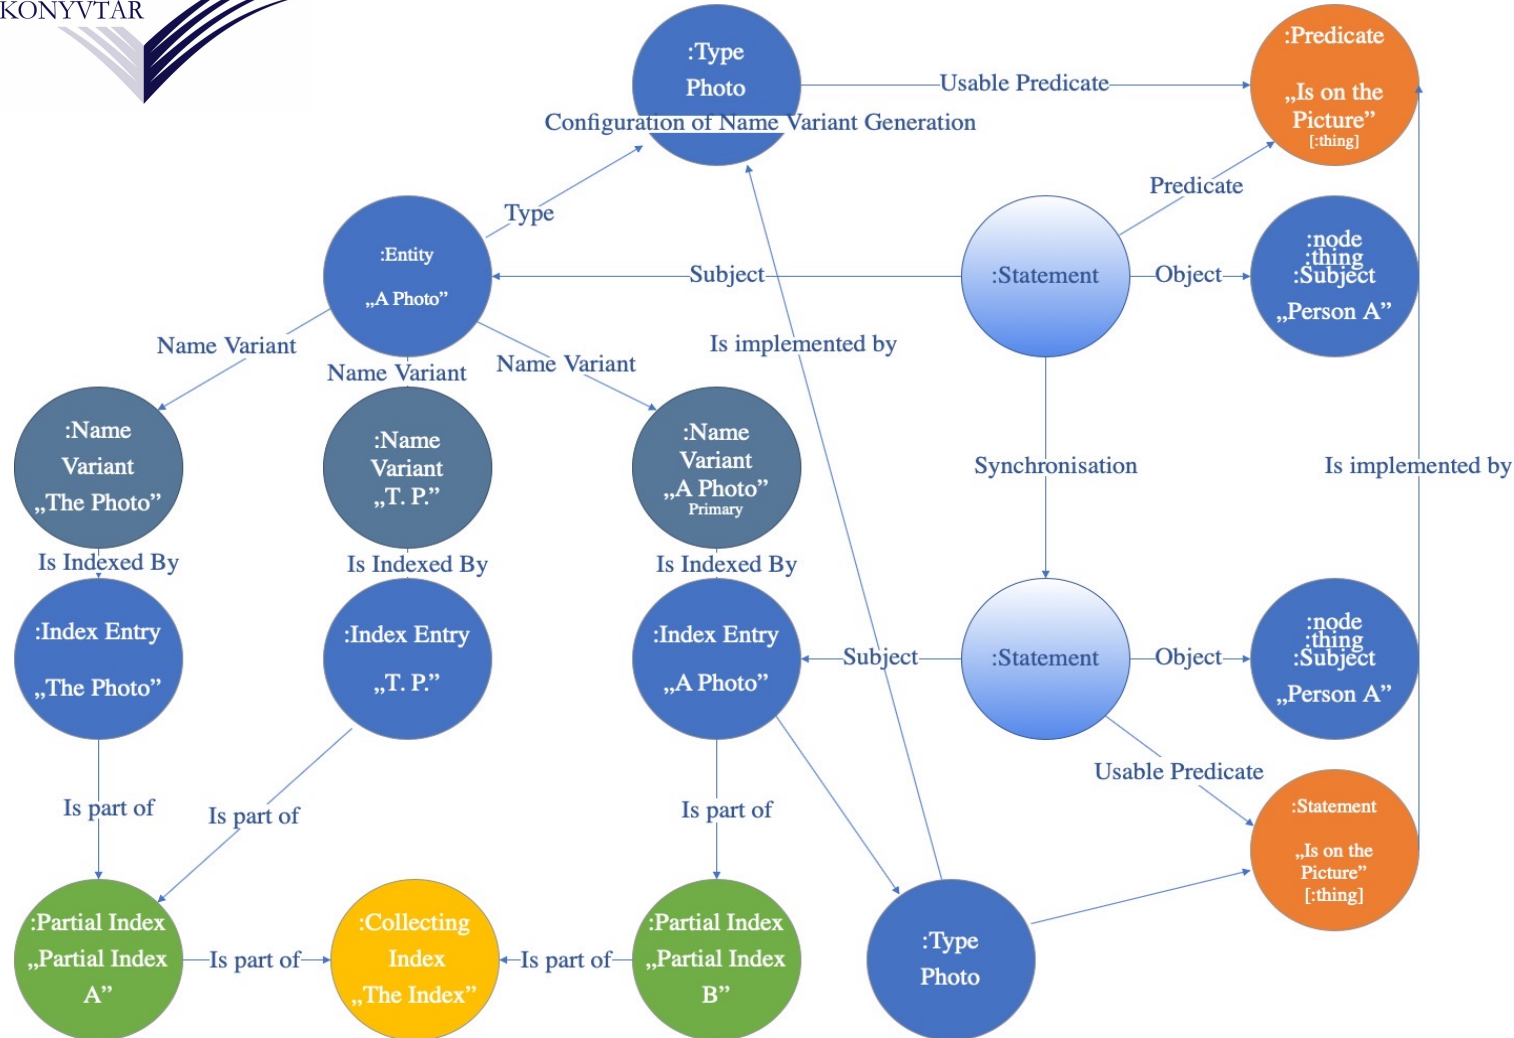 KONYVTAR
:Type
Photo
Configuration of Name Variant Generation
Usable Predicate
:Predicate
„Is on the
Picture”
[:thing]
Type
Predicate
:Entity
„A Photo”
Subject
:Statement
Object
:node
:thing
:Subject
„Person A”
Name Variant
Name Variant
Name Variant
Is implemented by
:Name
Variant
„The Photo”
:Name
Variant
„T. P.”
:Name
Variant
„A Photo”
Primary
Synchronisation
Is implemented by
Is Indexed By
Is Indexed By
Is Indexed By
:Index Entry
„The Photo”
:Index Entry
„T. P.”
:Index Entry
„A Photo”
Subject
:Statement
Object
:node
:thing
:Subject
„Person A”
Usable Predicate
Is part of
Is part of
Is part of
:Statement
„Is on the
Picture”
[:thing]
:Partial Index
„Partial Index
A”
Is part of
:Collecting
Index
„The Index”
Is part of
:Partial Index
„Partial Index
B”
:Type
Photo